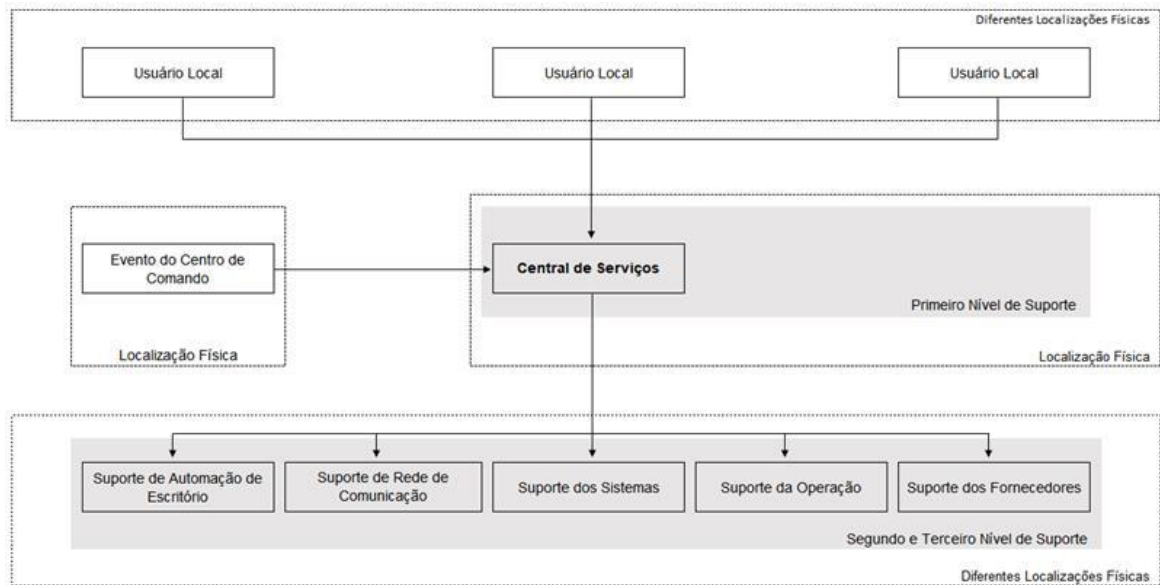 Diferentes Localizações Físicas
Usuário Local
Usuário Local
Usuário Local
Evento do Centro de
Comando
Central de Serviços
Primeiro Nível de Suporte
Localização Física
Localização Física
Suporte de Automação de
Escritório
Suporte de Rede de
Comunicação
Suporte dos Sistemas
Suporte da Operação
Suporte dos Fornecedores
Segundo e Terceiro Nível de Suporte
Diferentes Localizações Físicas